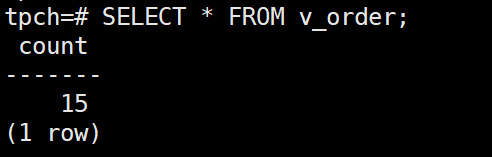 tpch=# SELECT * FROM v_order;
 count
-------
    15
(1 row)